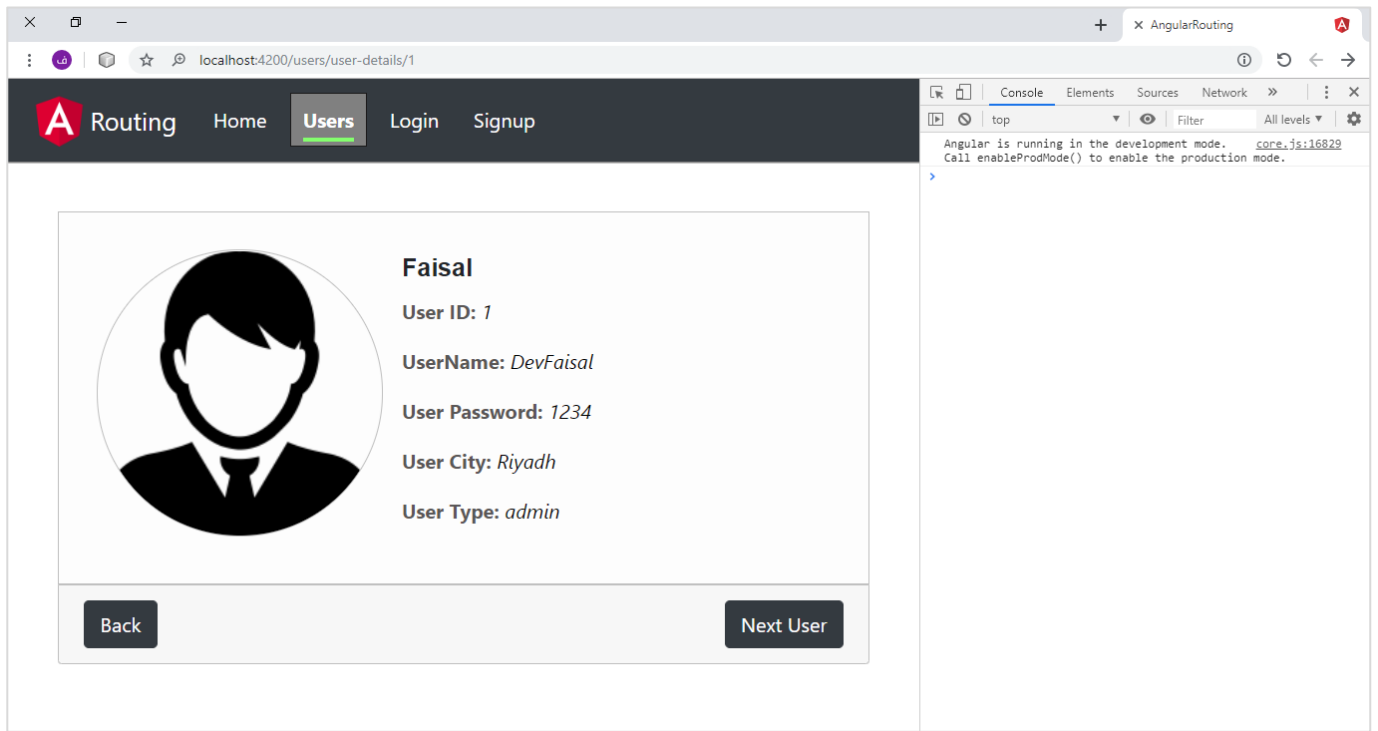 AngularRouting
localhost:4200/users/user-details/1
ف
Routing Home Users Login Signup
Console Elements Sources Network
top Filter All levels
Angular is running in the development mode. core.js:16829
Call enableProdMode() to enable the production mode.
Faisal
User ID: 1
UserName: DevFaisal
User Password: 1234
User City: Riyadh
User Type: admin
Back Next User